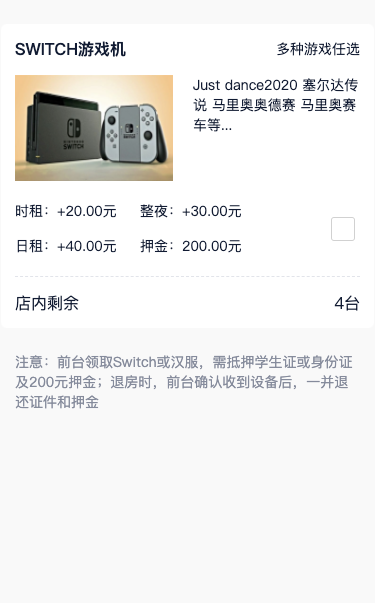 SWITCH游戏机 多种游戏任选
Just dance2020 塞尔达传
说 马里奥奥德赛 马里奥赛
车等...
NINTENDO
SWITCH
时租：+20.00元 整夜：+30.00元
日租：+40.00元 押金：200.00元
店内剩余 4台
注意：前台领取Switch或汉服，需抵押学生证或身份证
及200元押金；退房时，前台确认收到设备后，一并退
还证件和押金